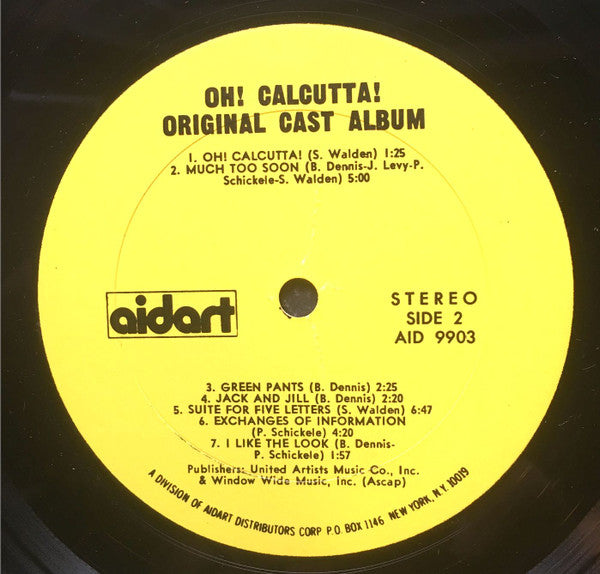 OH! CALCUTTA!
ORIGINAL CAST ALBUM
1. OH! CALCUTTA! (S. Walden) 1:25
2. MUCH TOO SOON (B. Dennis-J. Levy-P.
Schickele-S. Walden) 5:00
aidart
STEREO
SIDE 2
AID 9903
3. GREEN PANTS (B. Dennis) 2:25
4. JACK AND JILL (B. Dennis) 2:20
5. SUITE FOR FIVE LETTERS (S. Walden) 6:47
6. EXCHANGES OF INFORMATION
(P. Schickele) 4:20
7. I LIKE THE LOOK (B. Dennis-
P. Schickele) 1:57
Publishers: United Artists Music Co., Inc.
& Window Wide Music, Inc. (Ascap)
A DIVISION OF AIDART DISTRIBUTORS CORP P.O. BOX 1146 NEW YORK, N.Y. 10019